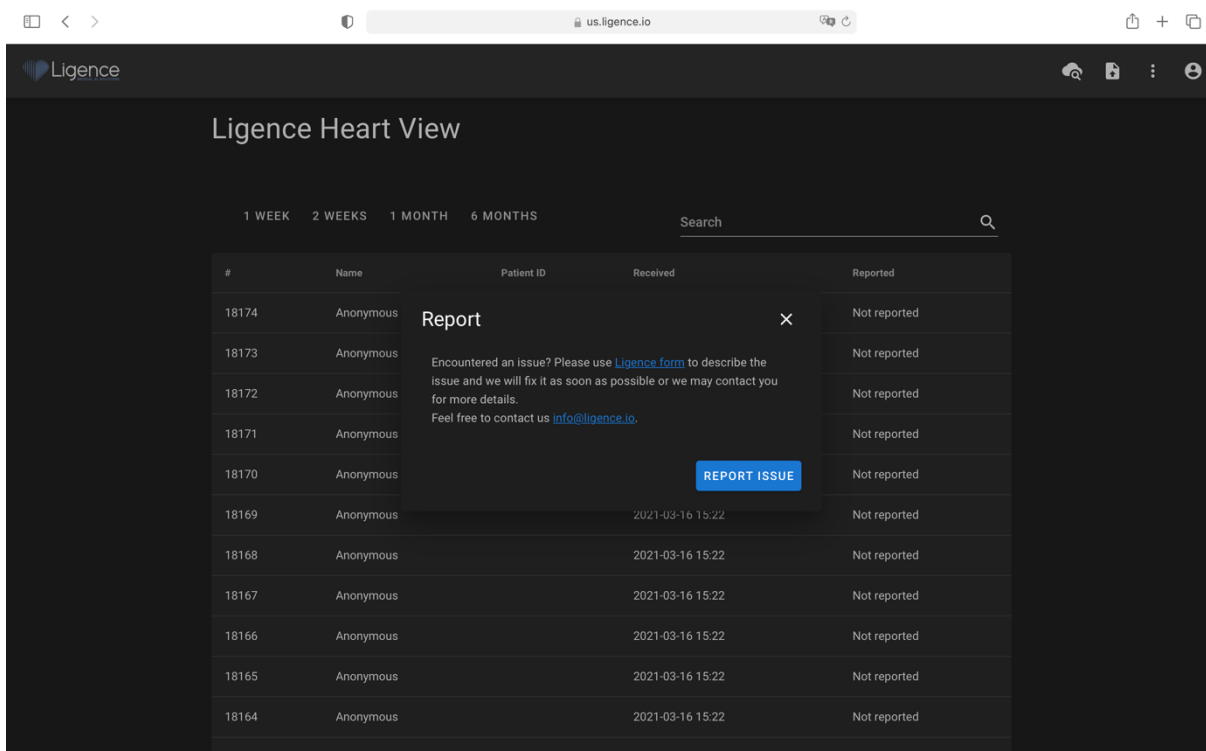 us.ligence.io
Ligence
Ligence Heart View
1 WEEK 2 WEEKS 1 MONTH 6 MONTHS Search
# Name Patient ID Received Reported
18174 Anonymous Not reported
Report
18173 Anonymous Not reported
Encountered an issue? Please use Ligence form to describe the
issue and we will fix it as soon as possible or we may contact you
18172 Anonymous Not reported
for more details.
Feel free to contact us info@ligence.io.
18171 Anonymous Not reported
18170 Anonymous Not reported
REPORT ISSUE
18169 Anonymous 2021-03-16 15:22 Not reported
18168 Anonymous 2021-03-16 15:22 Not reported
18167 Anonymous 2021-03-16 15:22 Not reported
18166 Anonymous 2021-03-16 15:22 Not reported
18165 Anonymous 2021-03-16 15:22 Not reported
18164 Anonymous 2021-03-16 15:22 Not reported